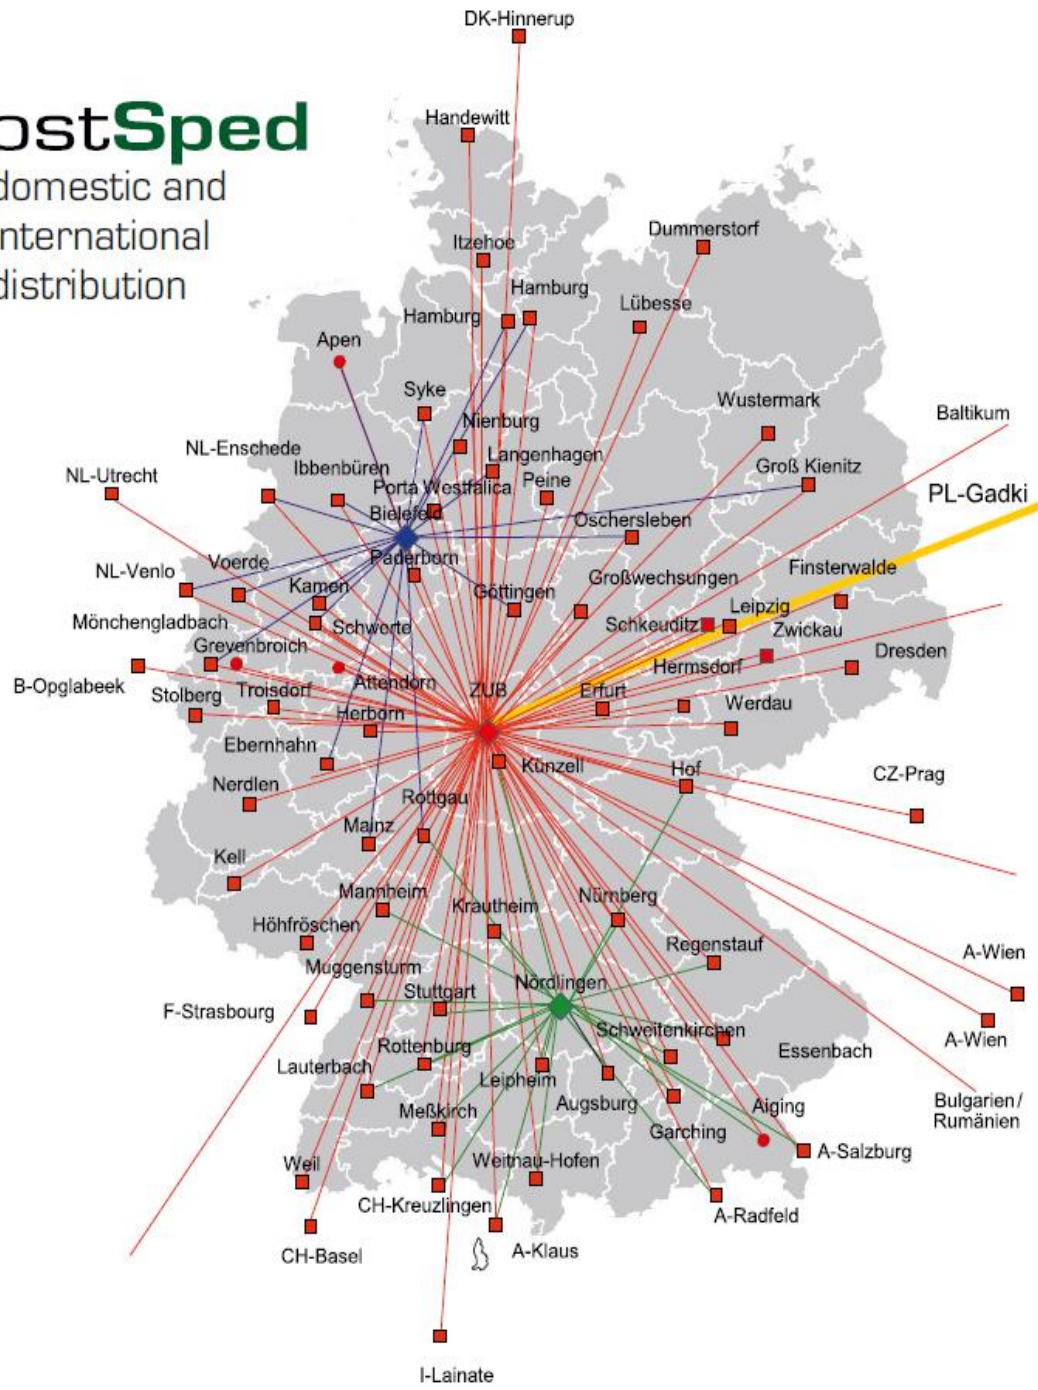 DK-Hinnerup
Handewitt
ostSped
domestic and
international
distribution
Itzehoe
Dummerstorf
Hamburg
Hamburg
Lübesse
Apen
Syke
Wustermark
Baltikum
Nienburg
NL-Enschede
Langenhagen
Ibbenbüren
Groß Kienitz
NL-Utrecht
Porta Westfalica
Peine
PL-Gadki
Bielefeld
Oschersleben
Paderborn
Voerde
NL-Venlo
Finsterwalde
Kamen
Göttingen
Großwechsungen
Leipzig
Mönchengladbach
Schwerte
Schkeuditz
Zwickau
Grevenbroich
Dresden
Hermsdorf
B-Opglabeek
Stolberg
Troisdorf
Attendorn
ZUB
Erfurt
Werdau
Herborn
Ebernhahn
Künzell
Hof
CZ-Prag
Nerdlen
Rottgau
Mainz
Kell
Mannheim
Krautheim
Nürnberg
Höhfröschen
Regenstauf
A-Wien
Muggensturm
Nördlingen
Stuttgart
F-Strasbourg
Schweitenkirchen
A-Wien
Rottenburg
Essenbach
Lauterbach
Leipheim
Bulgarien/
Rumänien
Meßkirch
Augsburg
Aiging
Garching
A-Salzburg
Weil
Weitnau-Hofen
CH-Kreuzlingen
A-Radfeld
CH-Basel
A-Klaus
I-Lainate